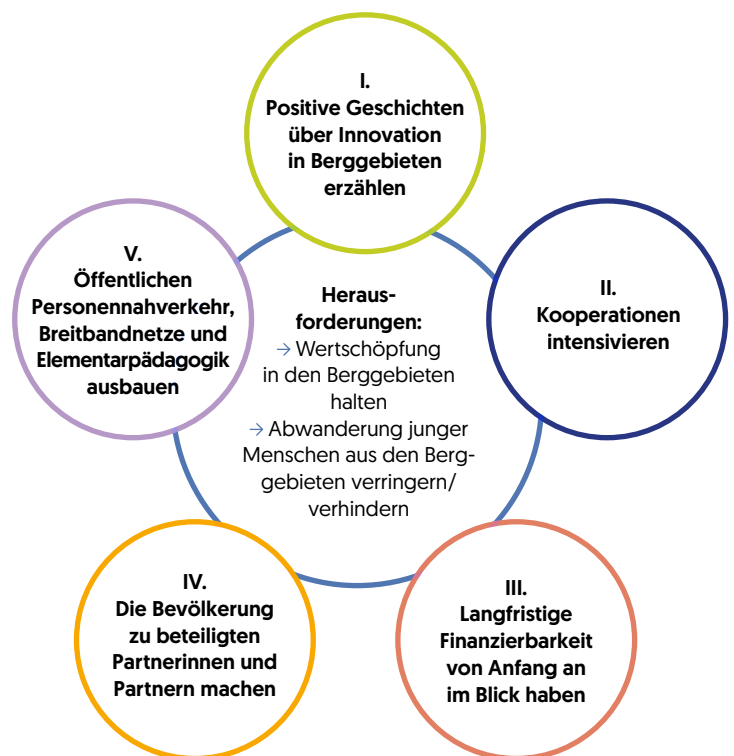 I.
Positive Geschichten
über Innovation
in Berggebieten
erzählen
II.
Kooperationen
intensivieren
III.
Langfristige
Finanzierbarkeit
von Anfang an
im Blick haben
IV.
Die Bevölkerung
zu beteiligten
Partnerinnen und
Partnern machen
V.
Öffentlichen
Personennahverkehr,
Breitbandnetze und
Elementarpädagogik
ausbauen
Heraus-
forderungen:
→ Wertschöpfung
in den Berggebieten
halten
→ Abwanderung junger
Menschen aus den Berg-
gebieten verringern/
verhindern